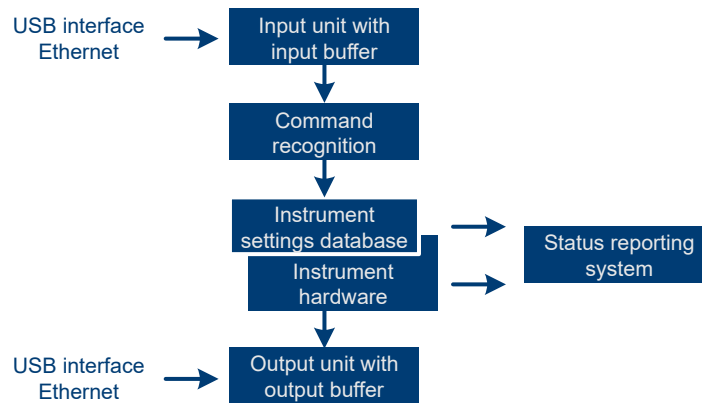 USB interface
Ethernet
Input unit with
input buffer
Command
recognition
Instrument
settings database
Instrument
hardware
Status reporting
system
USB interface
Ethernet
Output unit with
output buffer